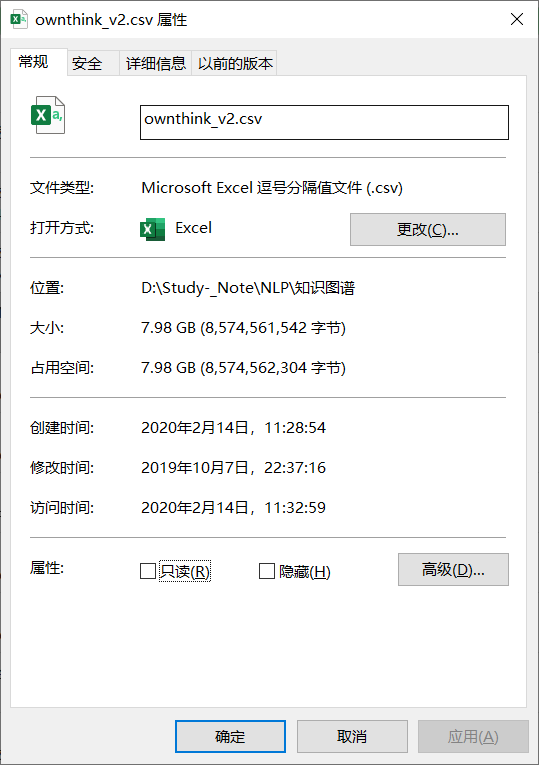 ownthink_v2.csv 属性
常规 安全 详细信息 以前的版本
ownthink_v2.csv
文件类型: Microsoft Excel 逗号分隔值文件 (.csv)
打开方式: Excel 更改(C)...
位置: D:\Study-_Note\NLP\知识图谱
大小: 7.98 GB (8,574,561,542 字节)
占用空间: 7.98 GB (8,574,562,304 字节)
创建时间: 2020年2月14日，11:28:54
修改时间: 2019年10月7日，22:37:16
访问时间: 2020年2月14日，11:32:59
属性: 只读(R) 隐藏(H) 高级(D)...
确定 取消 应用(A)